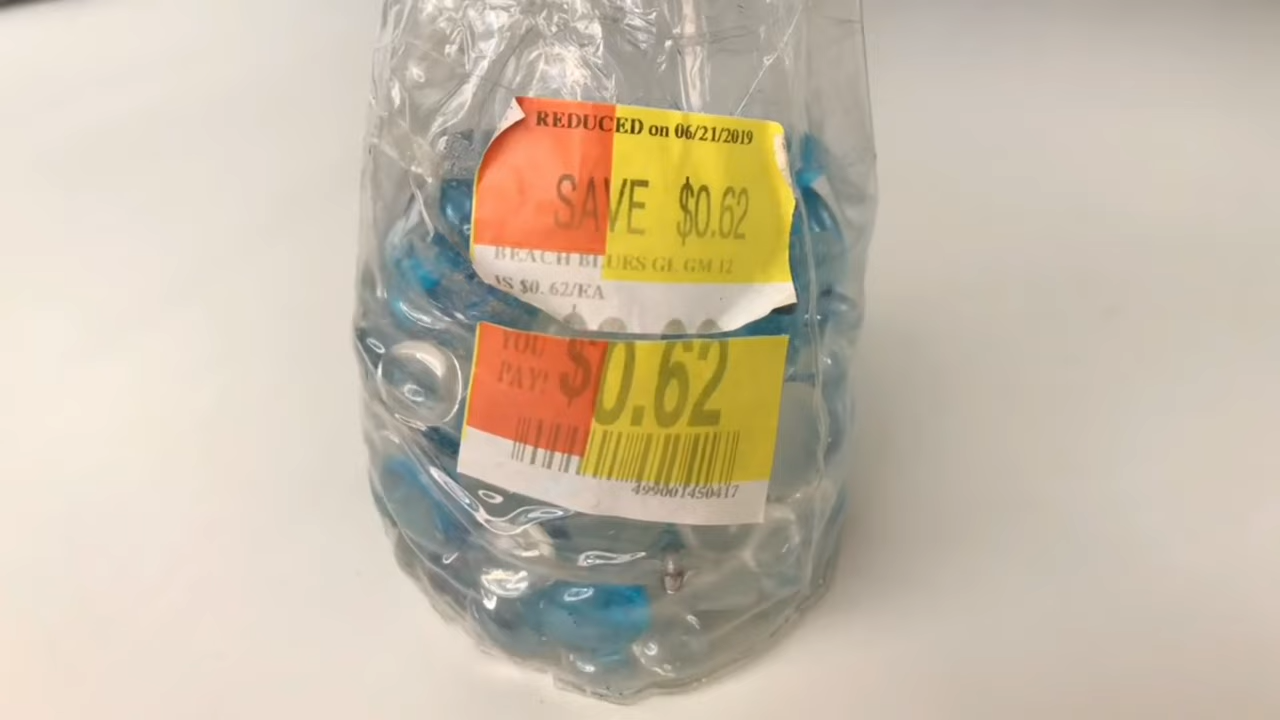 REDUCED on 06/21/2019
SAVE $0.62
BEACH BLURS GL GM 12
IS $0.62/EA
YOU PAY! $0.62
499001450417